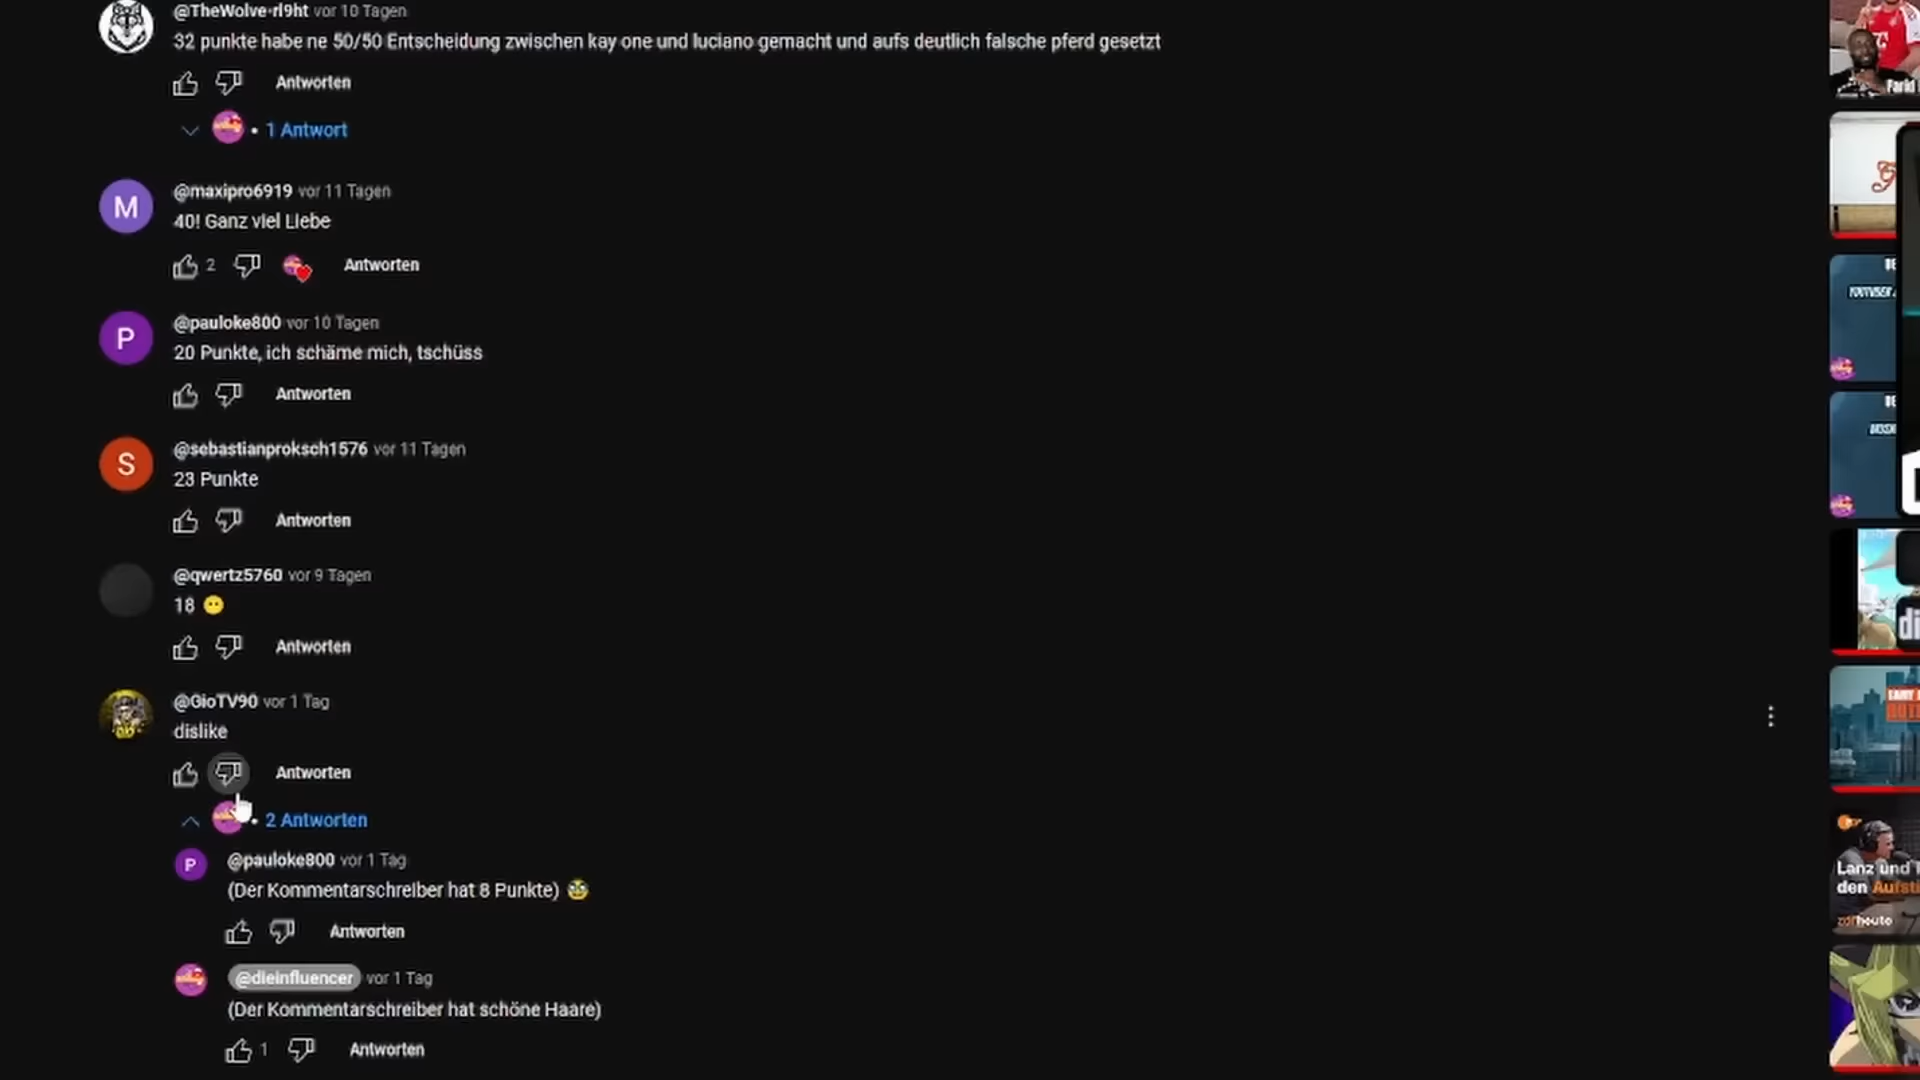 @TheWolve-rl9ht vor 10 Tagen
32 punkte habe ne 50/50 Entscheidung zwischen kay one und luciano gemacht und aufs deutlich falsche pferd gesetzt
Antworten
• 1 Antwort
M
@maxipro6919 vor 11 Tagen
40! Ganz viel Liebe
2 Antworten
P
@pauloke800 vor 10 Tagen
20 Punkte, ich schäme mich, tschüss
Antworten
S
@sebastianproksch1576 vor 11 Tagen
23 Punkte
Antworten
@qwertz5760 vor 9 Tagen
18 😶
Antworten
@GioTV90 vor 1 Tag
dislike
Antworten
• 2 Antworten
P
@pauloke800 vor 1 Tag
(Der Kommentarschreiber hat 8 Punkte) 🥸
Antworten
@dieinfluencer vor 1 Tag
(Der Kommentarschreiber hat schöne Haare)
1 Antworten
Farid
Lanz und
den
zdfheute